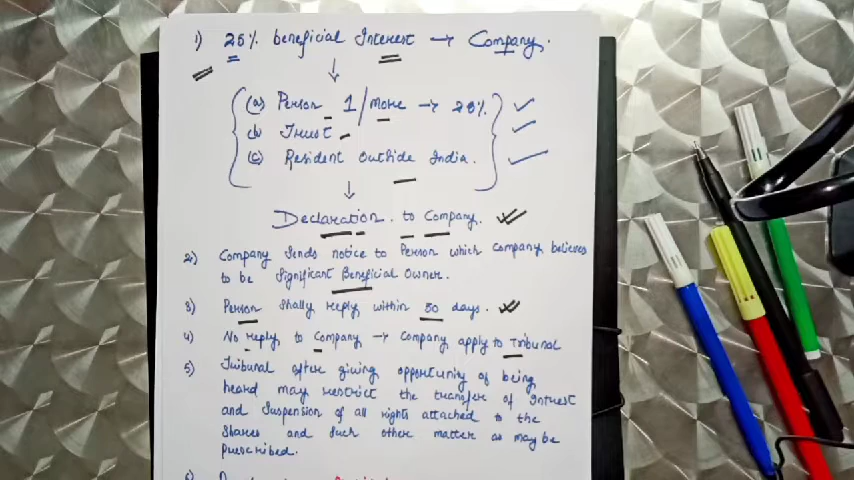 1) 25% beneficial Interest → Company.
(a) Person 1 / more → 25% ✓
(b) Trust ✓
(c) Resident Outside India. ✓
Declaration. to Company. ✓
2) Company Sends notice to Person which company believes
to be Significant Beneficial Owner.
3) Person shall reply within 30 days. ✓
4) No reply to Company → Company apply to Tribunal
5) Tribunal after giving opportunity of being
heard may restrict the transfer of Interest
and Suspension of all rights attached to the
Shares and Such other matter as may be
prescribed.